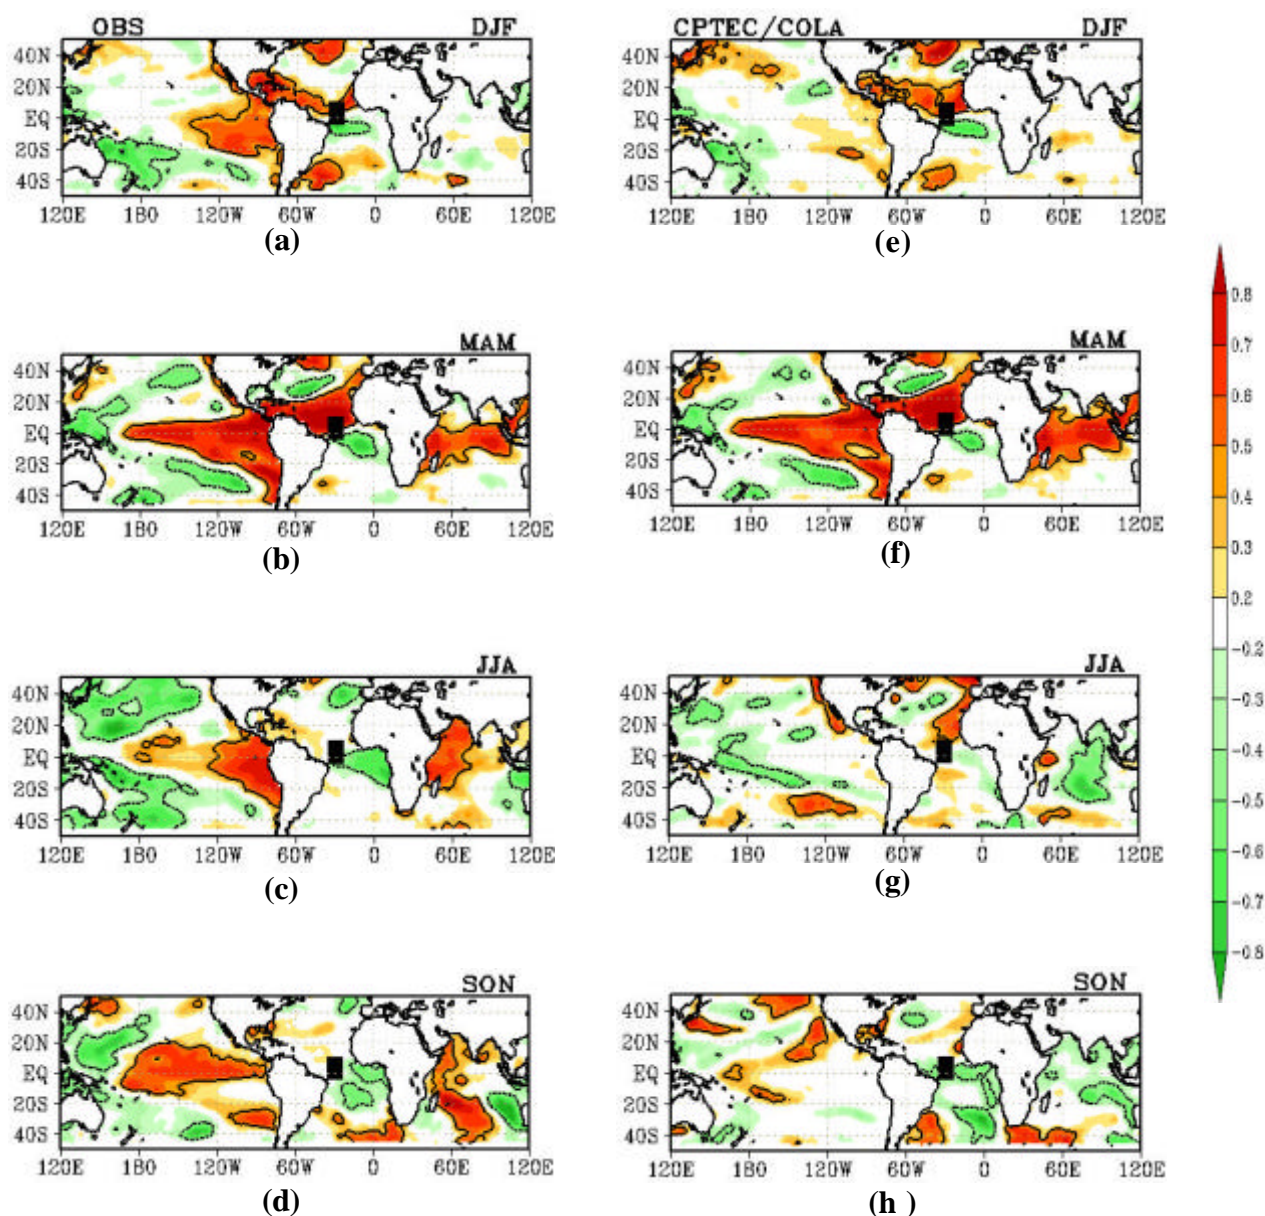 OBS DJF
40N
20N
EQ
20S
40S
120E 180 120W 60W 0 60E 120E
(a)
CPTEC/COLA DJF
40N
20N
EQ
20S
40S
120E 180 120W 60W 0 60E 120E
(e)
MAM
40N
20N
EQ
20S
40S
120E 180 120W 60W 0 60E 120E
(b)
MAM
40N
20N
EQ
20S
40S
120E 180 120W 60W 0 60E 120E
(f)
JJA
40N
20N
EQ
20S
40S
120E 180 120W 60W 0 60E 120E
(c)
JJA
40N
20N
EQ
20S
40S
120E 180 120W 60W 0 60E 120E
(g)
SON
40N
20N
EQ
20S
40S
120E 180 120W 60W 0 60E 120E
(d)
SON
40N
20N
EQ
20S
40S
120E 180 120W 60W 0 60E 120E
(h )
0.8
0.7
0.6
0.5
0.4
0.3
0.2
-0.2
-0.3
-0.4
-0.5
-0.6
-0.7
-0.8